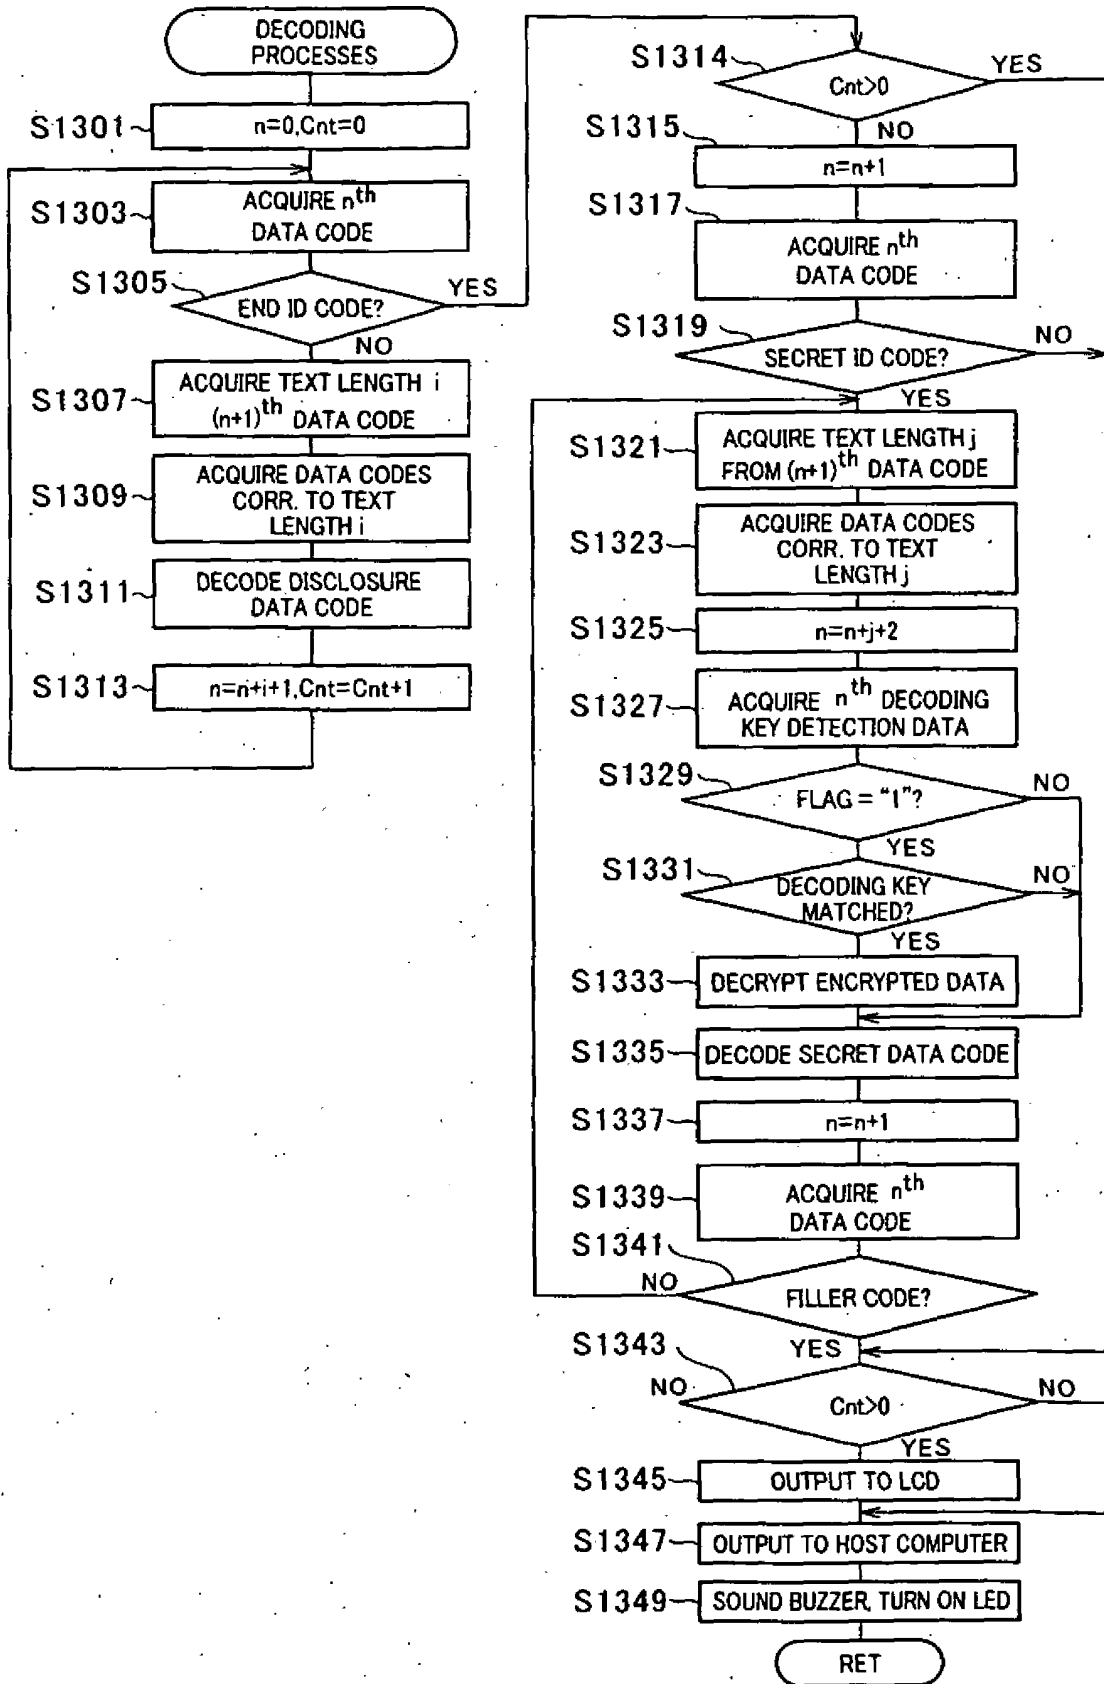 DECODING
PROCESSES
S1301
n=0,Cnt=0
S1303
ACQUIRE nth
DATA CODE
S1305
END ID CODE?
YES
NO
S1307
ACQUIRE TEXT LENGTH i
(n+1)th DATA CODE
S1309
ACQUIRE DATA CODES
CORR. TO TEXT
LENGTH i
S1311
DECODE DISCLOSURE
DATA CODE
S1313
n=n+i+1,Cnt=Cnt+1
S1314
Cnt>0
YES
NO
S1315
n=n+1
S1317
ACQUIRE nth
DATA CODE
S1319
SECRET ID CODE?
NO
YES
S1321
ACQUIRE TEXT LENGTH j
FROM (n+1)th DATA CODE
S1323
ACQUIRE DATA CODES
CORR. TO TEXT
LENGTH j
S1325
n=n+j+2
S1327
ACQUIRE nth DECODING
KEY DETECTION DATA
S1329
FLAG = "1"?
NO
YES
S1331
DECODING KEY
MATCHED?
NO
YES
S1333
DECRYPT ENCRYPTED DATA
S1335
DECODE SECRET DATA CODE
S1337
n=n+1
S1339
ACQUIRE nth
DATA CODE
S1341
NO
FILLER CODE?
YES
S1343
NO
Cnt>0
NO
YES
S1345
OUTPUT TO LCD
S1347
OUTPUT TO HOST COMPUTER
S1349
SOUND BUZZER, TURN ON LED
RET